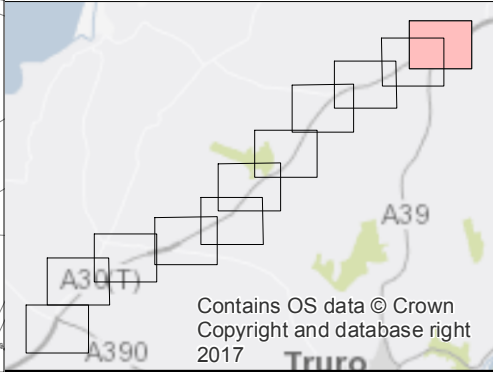 A39
A30(T)
Contains OS data © Crown
Copyright and database right
2017
A390
Truro